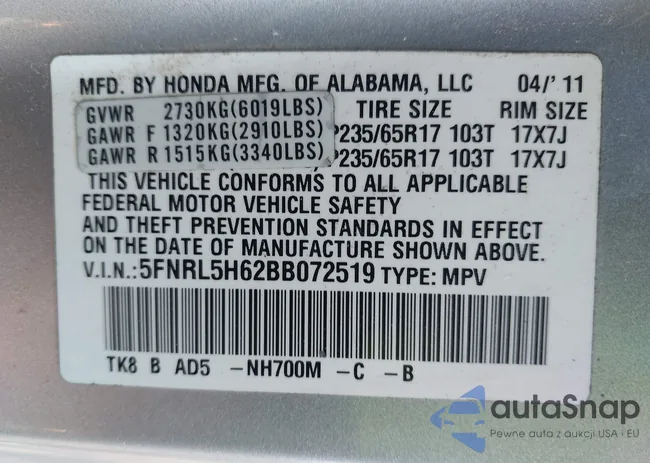 MFD. BY HONDA MFG. OF ALABAMA, LLC 04/'11
GVWR 2730KG(6019LBS) TIRE SIZE RIM SIZE
GAWR F 1320KG(2910LBS) P235/65R17 103T 17X7J
GAWR R 1515KG(3340LBS) P235/65R17 103T 17X7J
THIS VEHICLE CONFORMS TO ALL APPLICABLE
FEDERAL MOTOR VEHICLE SAFETY
AND THEFT PREVENTION STANDARDS IN EFFECT
ON THE DATE OF MANUFACTURE SHOWN ABOVE.
V.I.N.:5FNRL5H62BB072519 TYPE: MPV
TK8 B AD5 -NH700M -C -B
autaSnap
Pewne auta z aukcji USA i EU